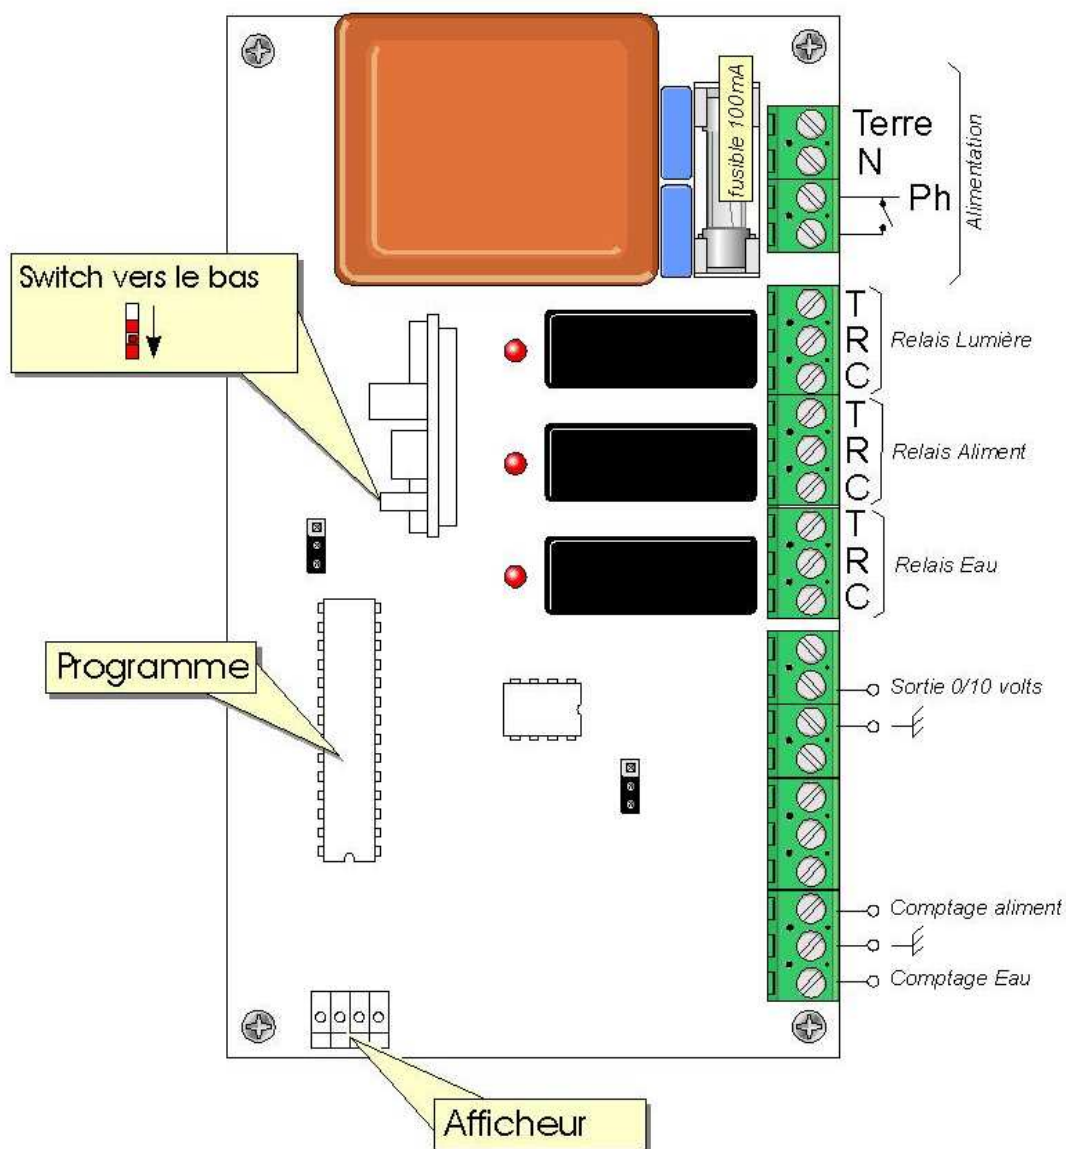 fusible 100mA
Terre
N
Ph
Alimentation
Switch vers le bas
T
R
C
Relais Lumière
T
R
C
Relais Aliment
T
R
C
Relais Eau
Programme
Sortie 0/10 volts
Comptage aliment
Comptage Eau
Afficheur